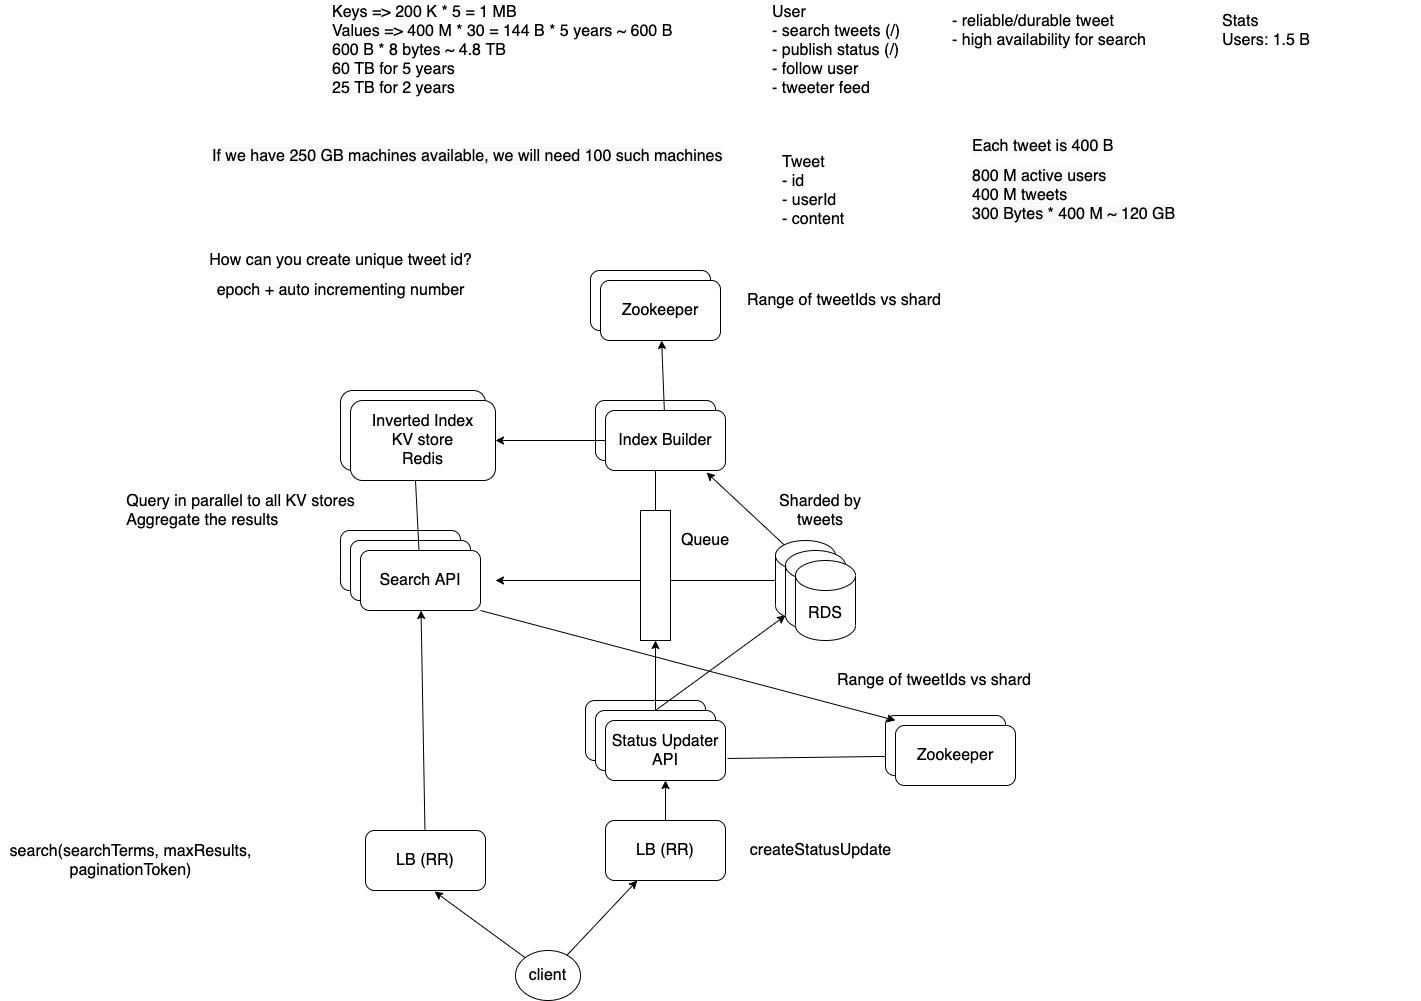 Keys => 200 K * 5 = 1 MB
Values => 400 M * 30 = 144 B * 5 years ~ 600 B
600 B * 8 bytes ~ 4.8 TB
60 TB for 5 years
25 TB for 2 years
User
- search tweets (/)
- publish status (/)
- follow user
- tweeter feed
- reliable/durable tweet
- high availability for search
Stats
Users: 1.5 B
If we have 250 GB machines available, we will need 100 such machines
Tweet
- id
- userId
- content
Each tweet is 400 B
800 M active users
400 M tweets
300 Bytes * 400 M ~ 120 GB
How can you create unique tweet id?
epoch + auto incrementing number
Zookeeper
Range of tweetIds vs shard
Inverted Index
KV store
Redis
Index Builder
Query in parallel to all KV stores
Aggregate the results
Sharded by
tweets
Queue
Search API
RDS
Range of tweetIds vs shard
Status Updater
API
Zookeeper
search(searchTerms, maxResults,
paginationToken)
LB (RR)
LB (RR)
createStatusUpdate
client